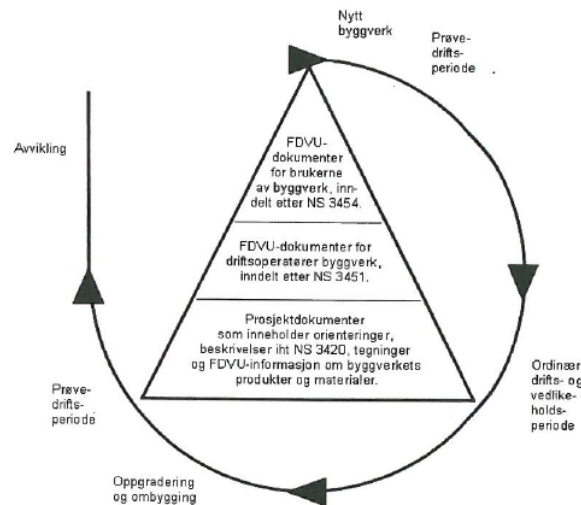 Nytt
byggverk
Prøve-
drifts-
periode
Avvikling
FDVU-
dokumenter
for brukerne
av byggverk, inn-
delt etter NS 3454.
FDVU-dokumenter for
driftsoperatører byggverk,
inndelt etter NS 3451.
Prosjektdokumenter
som inneholder orienteringer,
beskrivelser iht NS 3420, tegninger
og FDVU-informasjon om byggverkets
produkter og materialer.
Ordinær
drifts- og
vedlike-
holds-
periode
Prøve-
drifts-
periode
Oppgradering
og ombygging